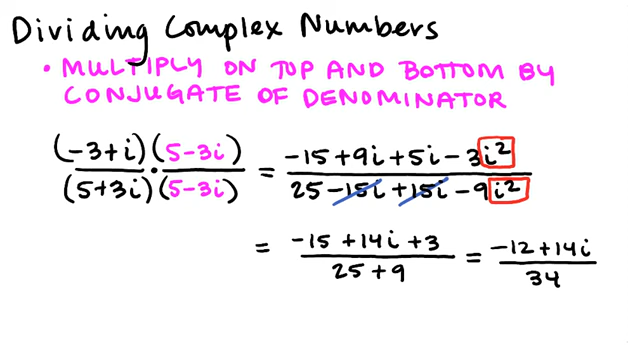 Dividing Complex Numbers
• MULTIPLY ON TOP AND BOTTOM BY
CONJUGATE OF DENOMINATOR
(-3+i)/(5+3i) · (5-3i)/(5-3i) = (-15+9i+5i-3i²)/(25-15i+15i-9i²)
= (-15+14i+3)/(25+9) = (-12+14i)/34